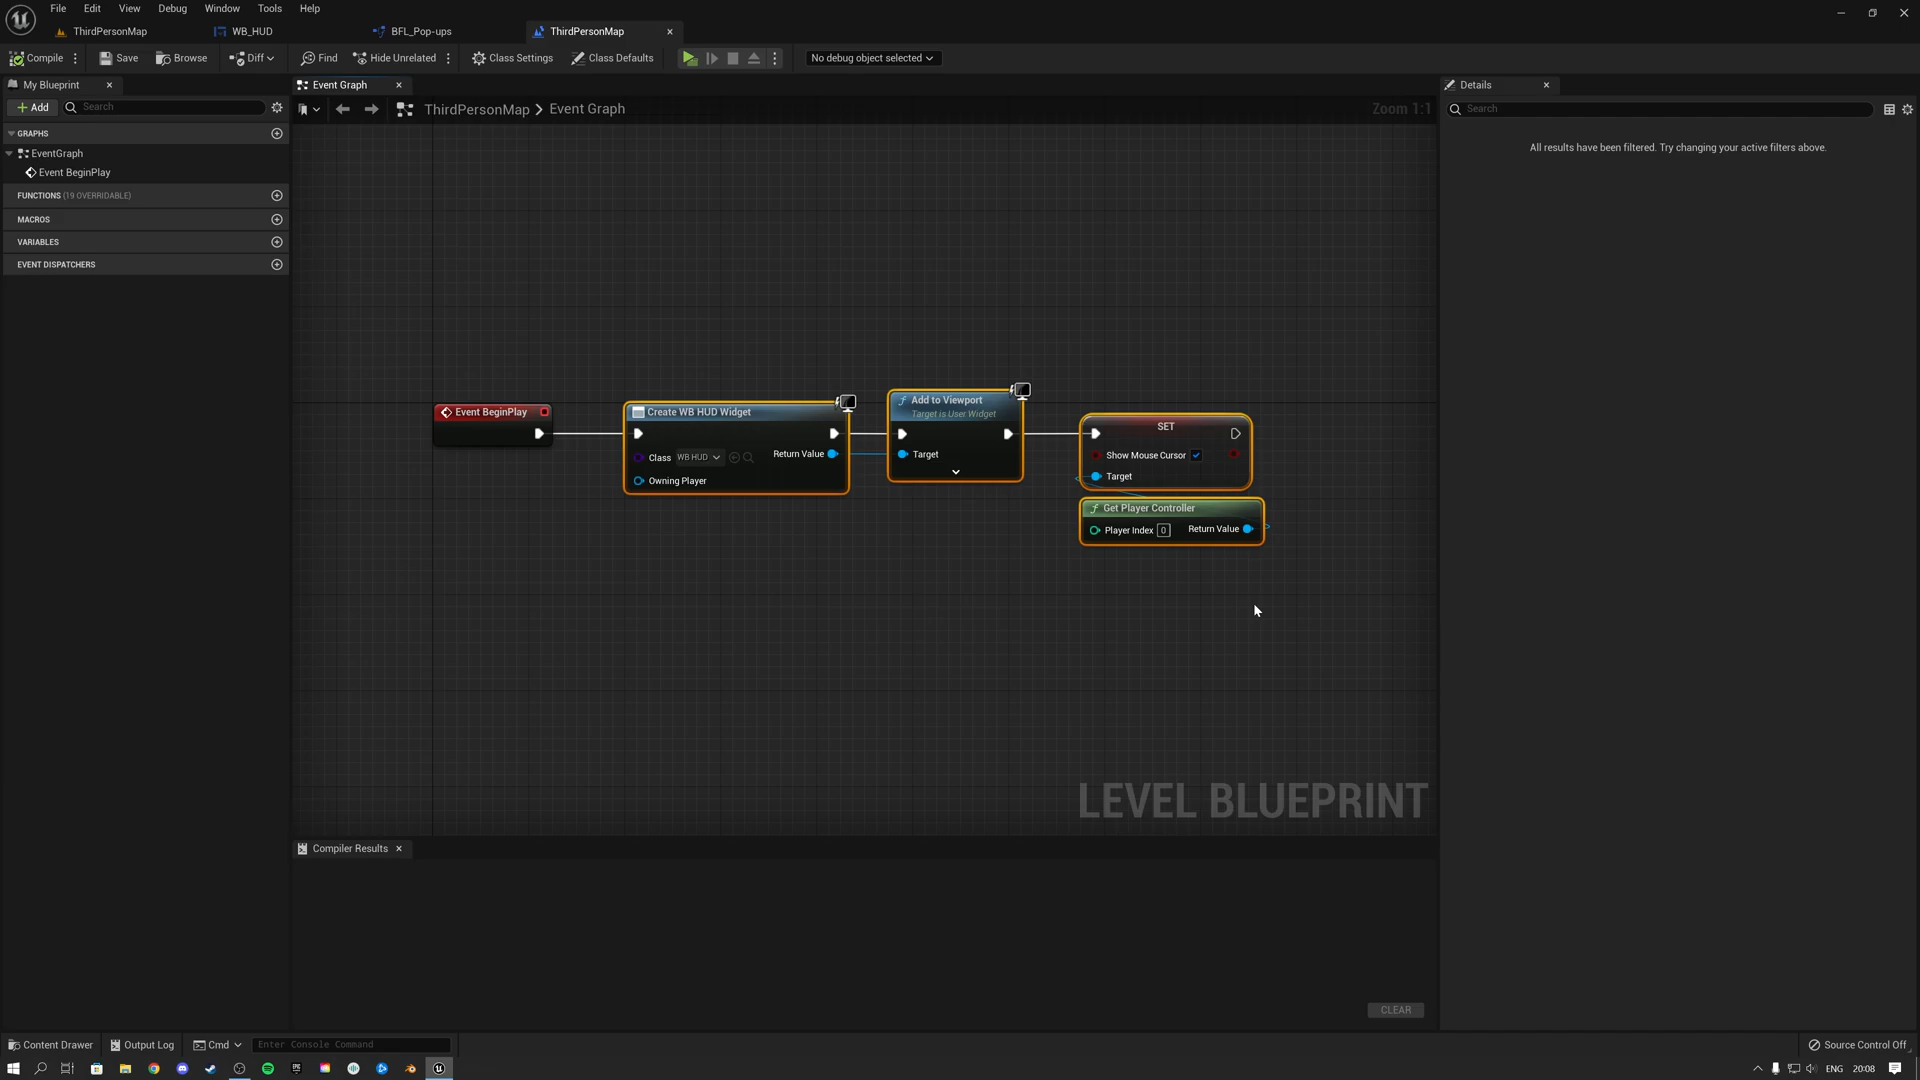 File Edit View Debug Window Tools Help
ThirdPersonMap WB_HUD BFL_Pop-ups ThirdPersonMap
Compile Save Browse Diff Find Hide Unrelated Class Settings Class Defaults No debug object selected
My Blueprint Event Graph Details
Add Search ThirdPersonMap > Event Graph Zoom 1:1 Search
GRAPHS
EventGraph
Event BeginPlay
FUNCTIONS (19 OVERRIDABLE)
MACROS
VARIABLES
EVENT DISPATCHERS
All results have been filtered. Try changing your active filters above.
Event BeginPlay
Create WB HUD Widget
Class WB HUD Return Value
Owning Player
Add to Viewport
Target is User Widget
Target
SET
Show Mouse Cursor
Target
Get Player Controller
Player Index 0 Return Value
LEVEL BLUEPRINT
Compiler Results
CLEAR
Content Drawer Output Log Cmd Enter Console Command Source Control Off
ENG 20:08